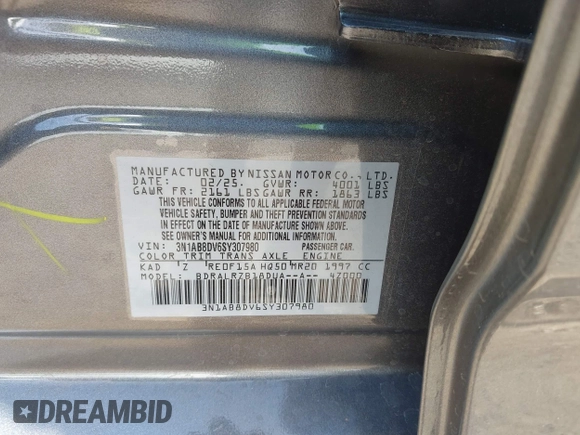 MANUFACTURED BY NISSAN MOTOR CO., LTD.
DATE: 02/25. GVWR: 4001 LBS
GAWR FR: 2161 LBS GAWR RR: 1863 LBS
THIS VEHICLE CONFORMS TO ALL APPLICABLE FEDERAL MOTOR
VEHICLE SAFETY, BUMPER AND THEFT PREVENTION STANDARDS
IN EFFECT ON THE DATE OF MANUFACTURE SHOWN ABOVE.
SEE OWNER'S MANUAL FOR ADDITIONAL INFORMATION.
VIN: 3N1AB8DV6SY307980 PASSENGER CAR.
COLOR TRIM TRANS AXLE ENGINE
KAD Z RE0F15A HQ50 MR20 1997 CC
MODEL: BDRALRZB18DUA--A-- 4Z000
3N1AB8DV6SY307980
DREAMBID